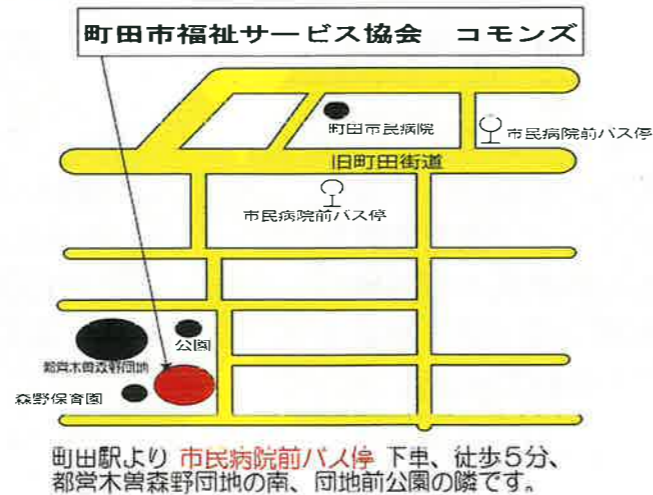 町田市福祉サービス協会　コモンズ
町田市民病院
市民病院前バス停
旧町田街道
市民病院前バス停
公園
都営木曽森野団地
森野保育園
町田駅より 市民病院前バス停 下車、徒歩5分、
都営木曽森野団地の南、団地前公園の隣です。